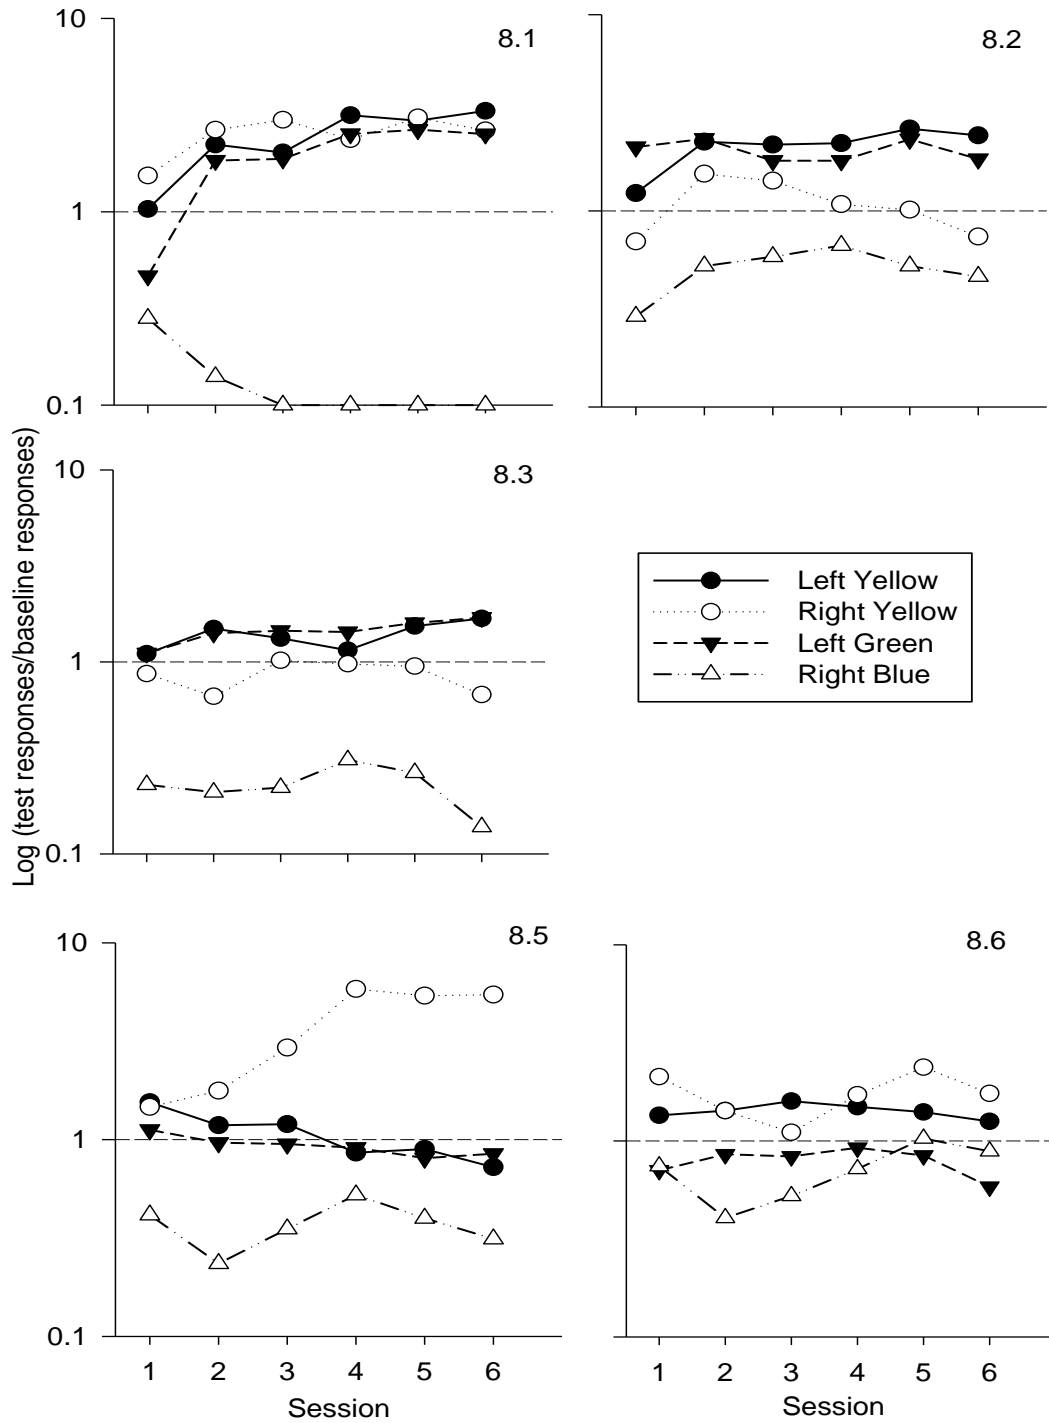 10
1
0.1
8.1
8.2
Log (test responses/baseline responses)
10
1
0.1
8.3
Left Yellow
Right Yellow
Left Green
Right Blue
10
1
0.1
8.5
1 2 3 4 5 6
Session
8.6
1 2 3 4 5 6
Session